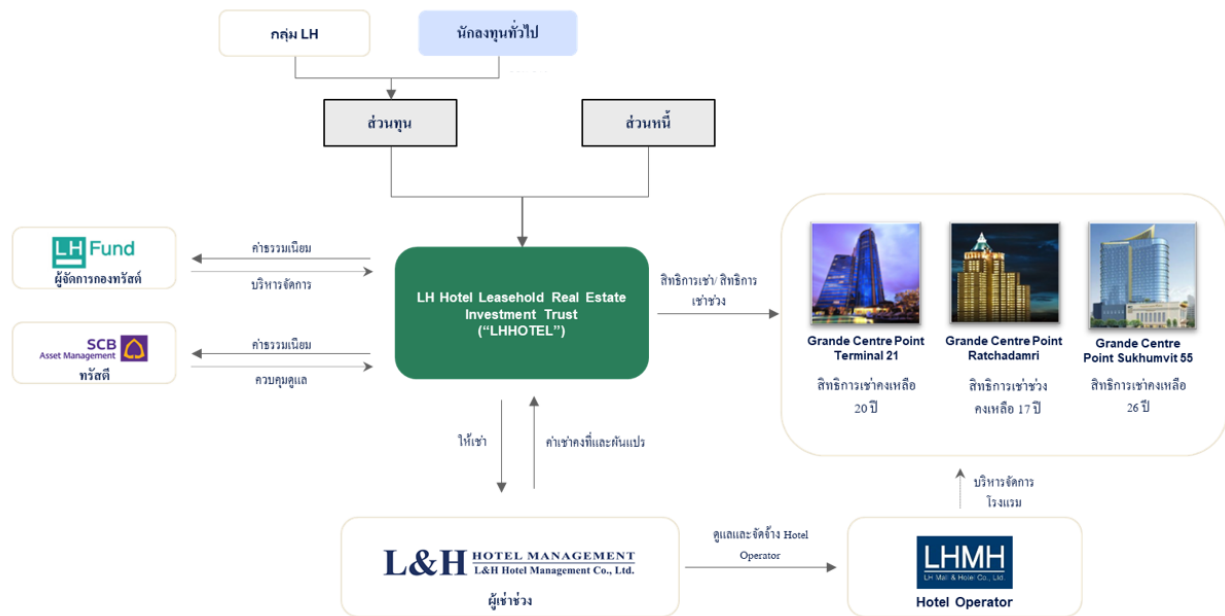 กลุ่ม LH
นักลงทุนทั่วไป
ส่วนทุน
ส่วนหนี้
LH Fund
ผู้จัดการกองทรัสต์
ค่าธรรมเนียม
บริหารจัดการ
SCB
Asset Management
ทรัสตี
ค่าธรรมเนียม
ควบคุมดูแล
LH Hotel Leasehold Real Estate
Investment Trust
(“LHHOTEL”)
สิทธิการเช่า/ สิทธิการ
เช่าช่วง
Grande Centre Point
Terminal 21
สิทธิการเช่าคงเหลือ
20 ปี
Grande Centre Point
Ratchadamri
สิทธิการเช่าช่วง
คงเหลือ 17 ปี
Grande Centre
Point Sukhumvit 55
สิทธิการเช่าคงเหลือ
26 ปี
ให้เช่า
ค่าเช่าคงที่และผันแปร
บริหารจัดการ
โรงแรม
L&H HOTEL MANAGEMENT
L&H Hotel Management Co., Ltd.
ผู้เช่าช่วง
ดูแลและจัดจ้าง Hotel
Operator
LHMH
LH Mall & Hotel Co., Ltd.
Hotel Operator